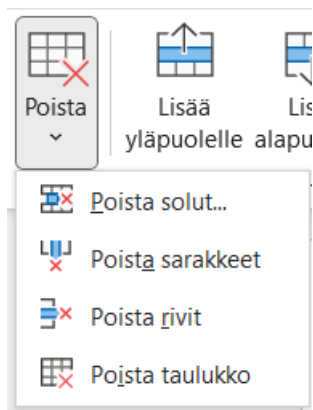 Poista
Lisää
yläpuolelle
Poista solut...
Poista sarakkeet
Poista rivit
Poista taulukko